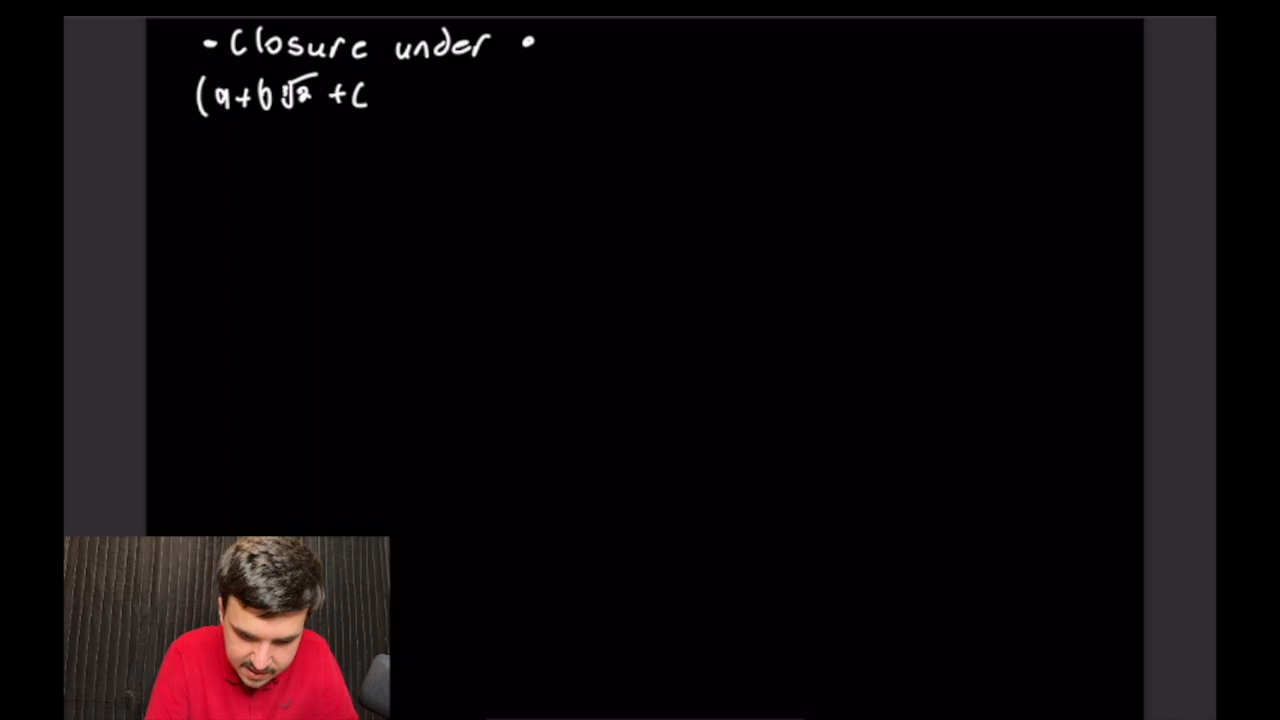 - Closure under •
(a+b∛2 +c